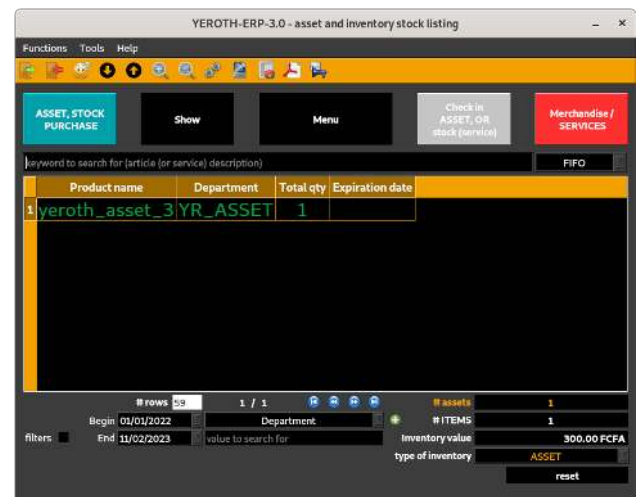 YEROTH-ERP-3.0 - asset and inventory stock listing
Functions Tools Help
ASSET, STOCK
PURCHASE
Show
Menu
Check in
ASSET, OR
stock (service)
Merchandise /
SERVICES
keyword to search for (article (or service) description)
FIFO
Product name Department Total qty Expiration date
1 yeroth_asset_3 YR_ASSET 1
# rows 59 1 / 1 # assets 1
Begin 01/01/2022 Department # ITEMS 1
filters End 11/02/2023 value to search for Inventory value 300.00 FCFA
type of inventory ASSET
reset